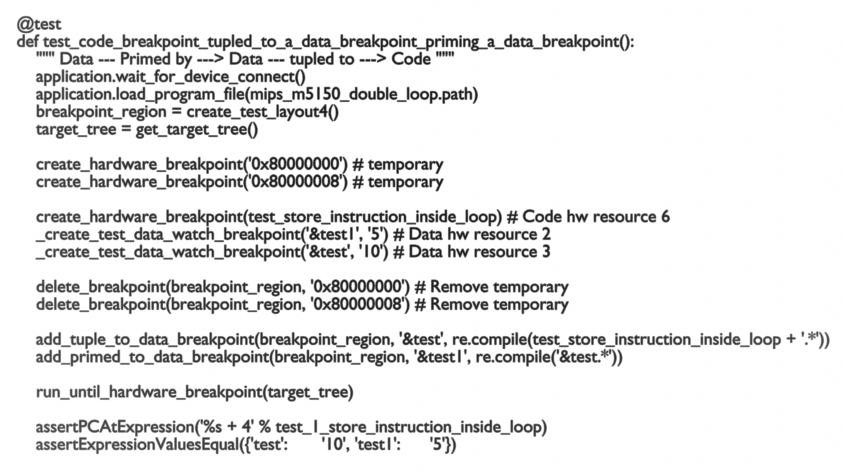 @test
def test_code_breakpoint_tupled_to_a_data_breakpoint_priming_a_data_breakpoint():
""" Data --- Primed by ---> Data --- tupled to ---> Code """
application.wait_for_device_connect()
application.load_program_file(mips_m5150_double_loop.path)
breakpoint_region = create_test_layout4()
target_tree = get_target_tree()
create_hardware_breakpoint('0x80000000') # temporary
create_hardware_breakpoint('0x80000008') # temporary
create_hardware_breakpoint(test_store_instruction_inside_loop) # Code hw resource 6
_create_test_data_watch_breakpoint('&test1', '5') # Data hw resource 2
_create_test_data_watch_breakpoint('&test', '10') # Data hw resource 3
delete_breakpoint(breakpoint_region, '0x80000000') # Remove temporary
delete_breakpoint(breakpoint_region, '0x80000008') # Remove temporary
add_tuple_to_data_breakpoint(breakpoint_region, '&test', re.compile(test_store_instruction_inside_loop + '.*'))
add_primed_to_data_breakpoint(breakpoint_region, '&test1', re.compile('&test.*'))
run_until_hardware_breakpoint(target_tree)
assertPCAtExpression('%s + 4' % test_1_store_instruction_inside_loop)
assertExpressionValuesEqual({'test': '10', 'test1': '5'})